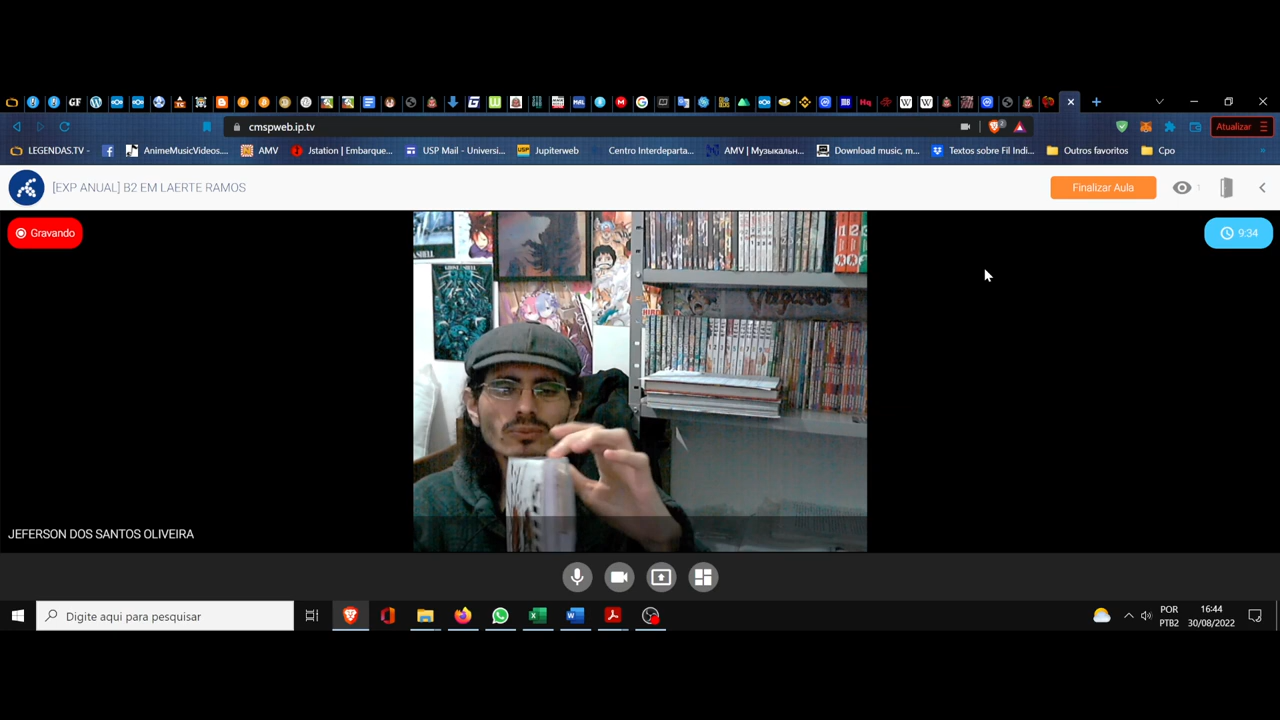 cmspweb.ip.tv
Atualizar
LEGENDAS.TV -
AnimeMusicVideos....
AMV
Jstation | Embarque...
USP Mail - Universi...
Jupiterweb
Centro Interdeparta...
AMV | Музыкальн...
Download music, m...
Textos sobre Fil Indi...
Outros favoritos
Cpo
[EXP ANUAL] B2 EM LAERTE RAMOS
Finalizar Aula
1
Gravando
9:34
JEFERSON DOS SANTOS OLIVEIRA
Digite aqui para pesquisar
POR
PTB2
16:44
30/08/2022